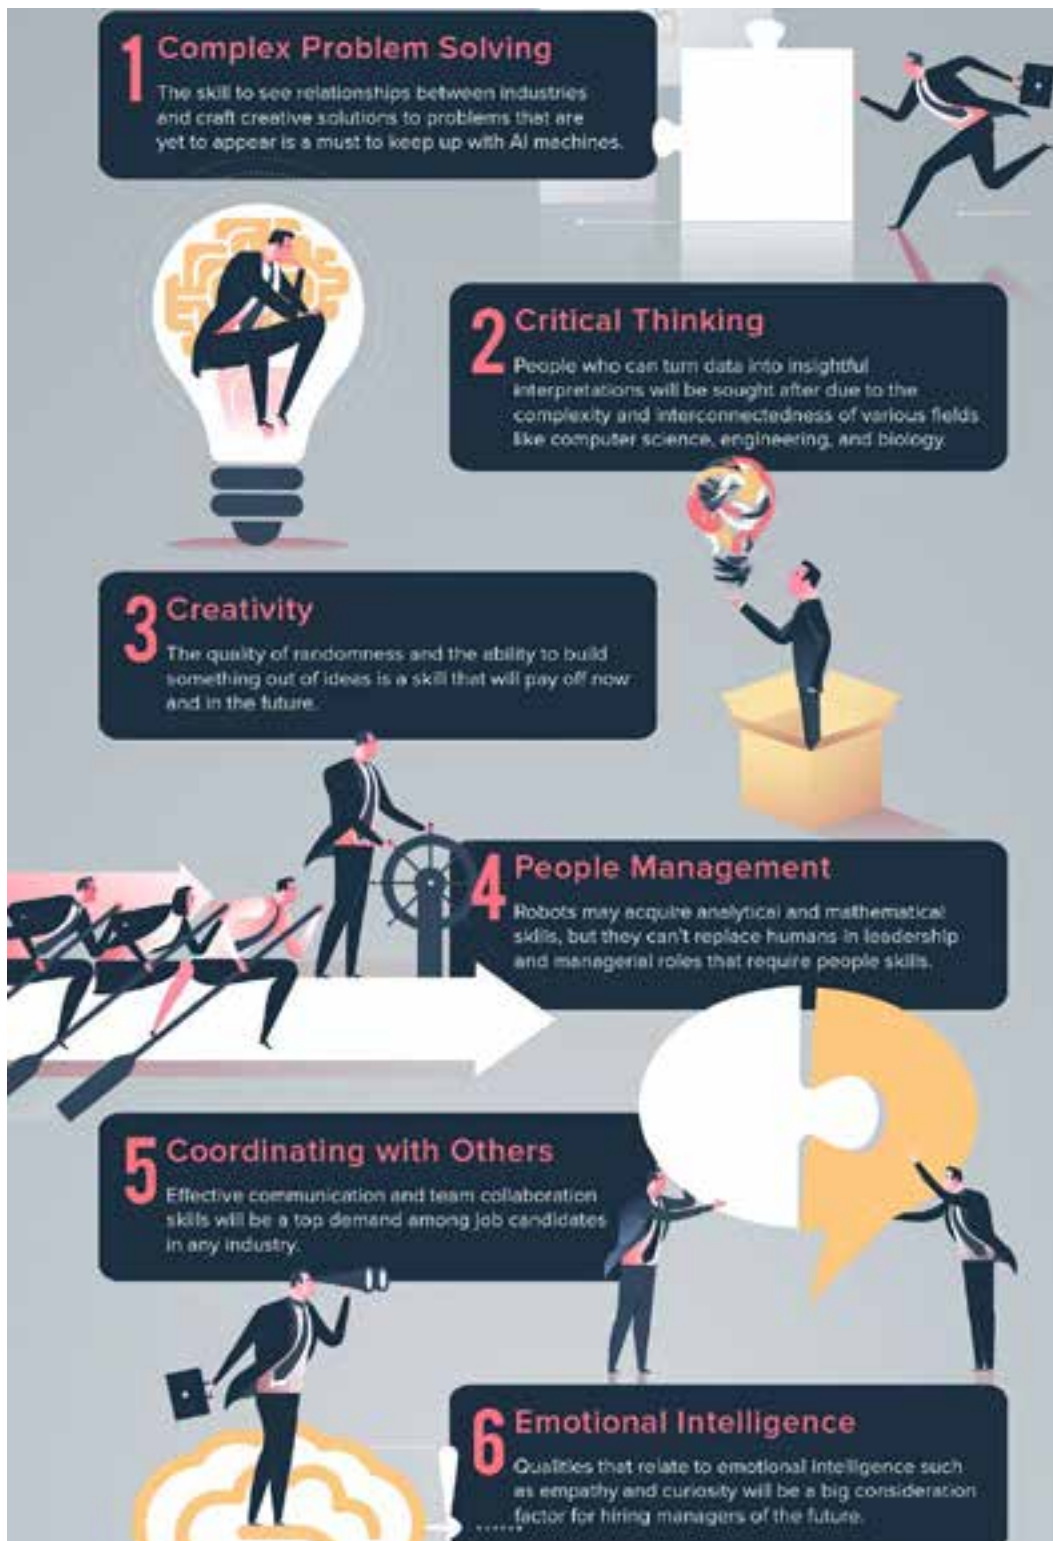 1 Complex Problem Solving
The skill to see relationships between industries
and craft creative solutions to problems that are
yet to appear is a must to keep up with AI machines.
2 Critical Thinking
People who can turn data into insightful
interpretations will be sought after due to the
complexity and interconnectedness of various fields
like computer science, engineering, and biology.
3 Creativity
The quality of randomness and the ability to build
something out of ideas is a skill that will pay off now
and in the future.
4 People Management
Robots may acquire analytical and mathematical
skills, but they can't replace humans in leadership
and managerial roles that require people skills.
5 Coordinating with Others
Effective communication and team collaboration
skills will be a top demand among job candidates
in any industry.
6 Emotional Intelligence
Qualities that relate to emotional intelligence such
as empathy and curiosity will be a big consideration
factor for hiring managers of the future.